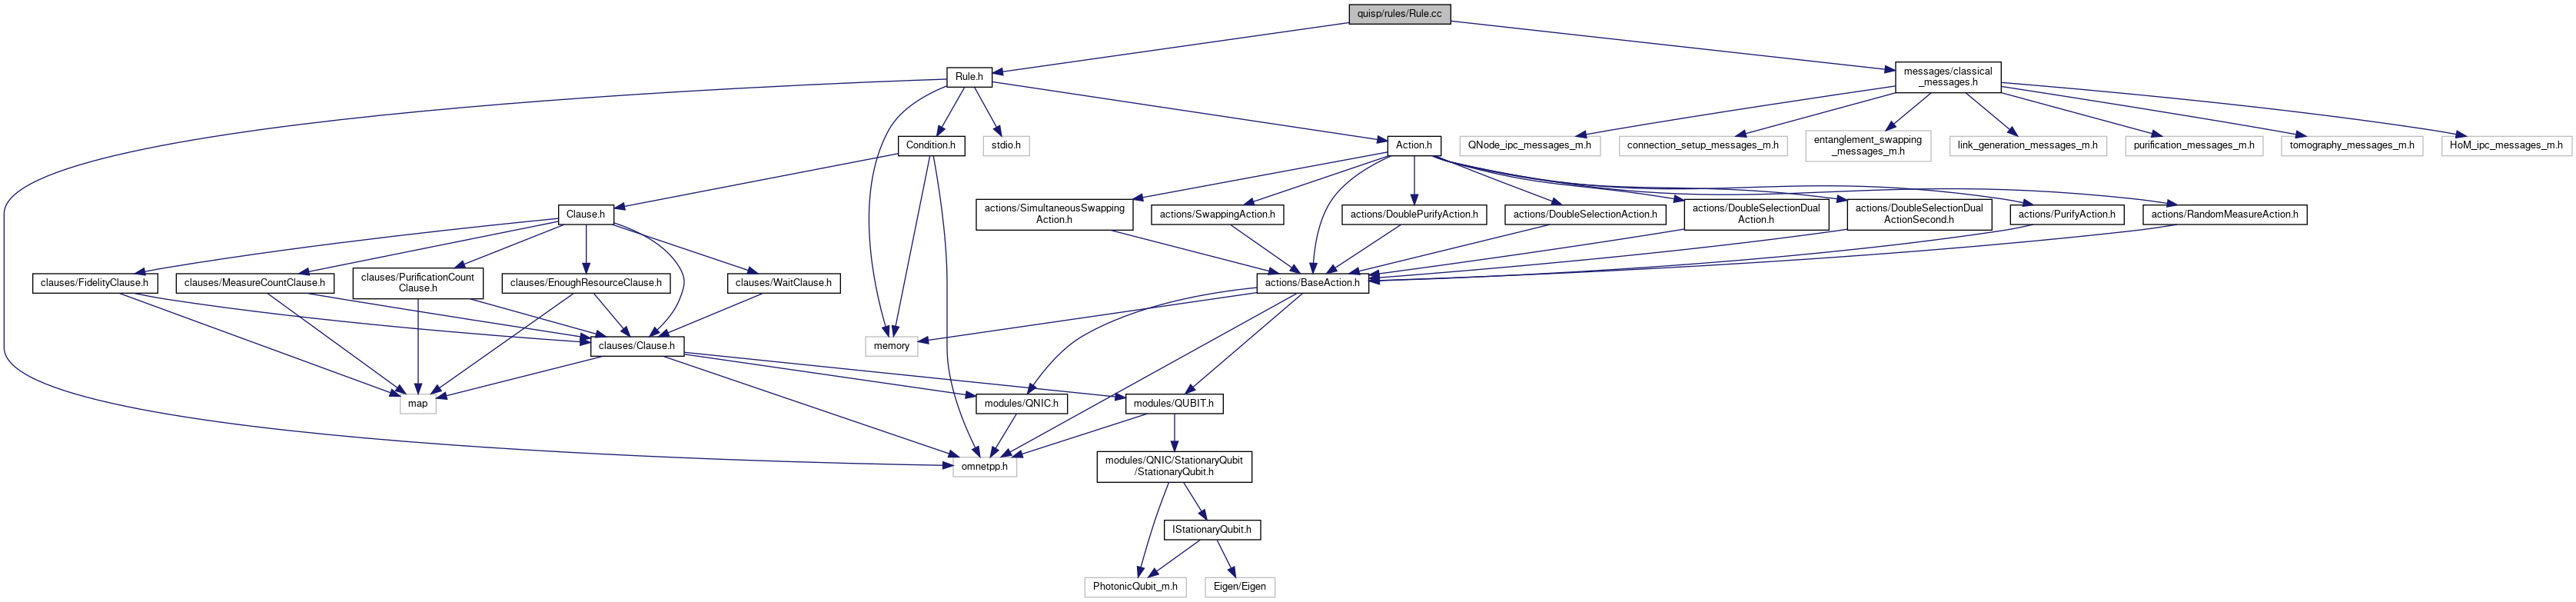 quisp/rules/Rule.cc
Rule.h
messages/classical
_messages.h
Condition.h
stdio.h
Action.h
QNode_ipc_messages_m.h
connection_setup_messages_m.h
entanglement_swapping
_messages_m.h
link_generation_messages_m.h
purification_messages_m.h
tomography_messages_m.h
HoM_ipc_messages_m.h
Clause.h
actions/SimultaneousSwapping
Action.h
actions/SwappingAction.h
actions/DoublePurifyAction.h
actions/DoubleSelectionAction.h
actions/DoubleSelectionDual
Action.h
actions/DoubleSelectionDual
ActionSecond.h
actions/PurifyAction.h
actions/RandomMeasureAction.h
clauses/FidelityClause.h
clauses/MeasureCountClause.h
clauses/PurificationCount
Clause.h
clauses/EnoughResourceClause.h
clauses/WaitClause.h
actions/BaseAction.h
clauses/Clause.h
memory
map
modules/QNIC.h
modules/QUBIT.h
omnetpp.h
modules/QNIC/StationaryQubit
/StationaryQubit.h
IStationaryQubit.h
PhotonicQubit_m.h
Eigen/Eigen